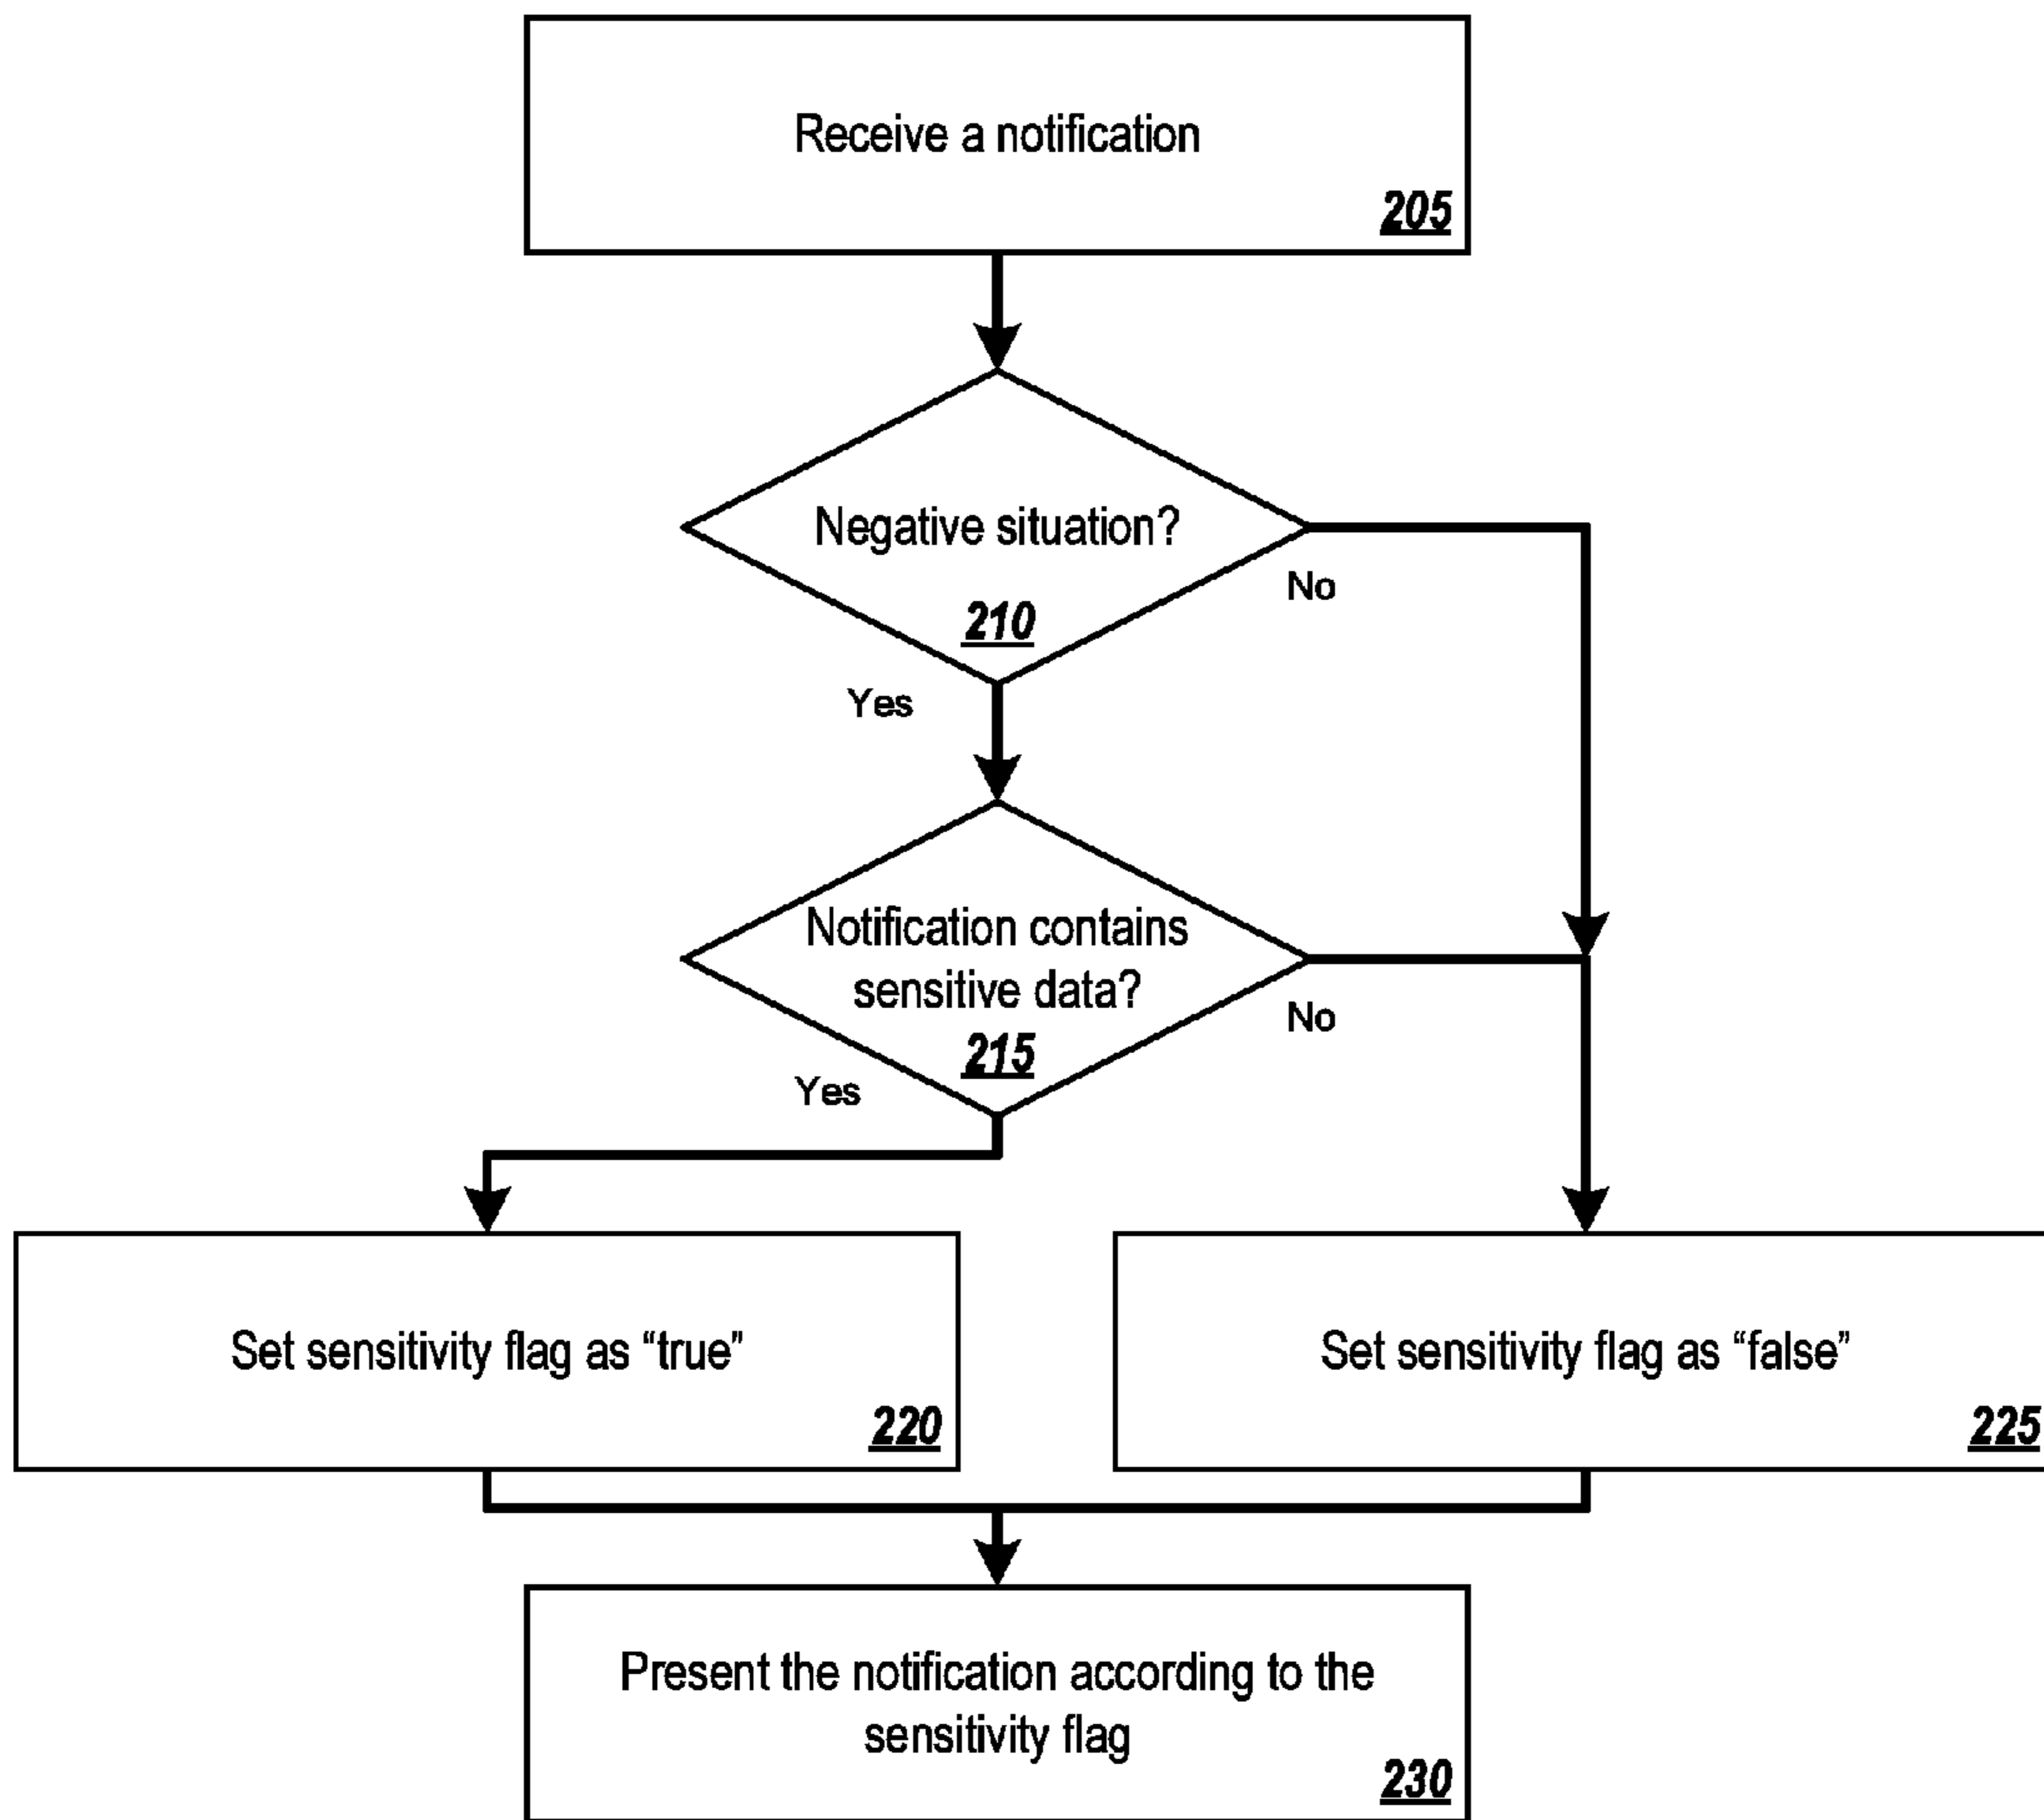 Receive a notification
205
Negative situation?
210
No
Yes
Notification contains
sensitive data?
215
No
Yes
Set sensitivity flag as “true”
220
Set sensitivity flag as “false”
225
Present the notification according to the
sensitivity flag
230